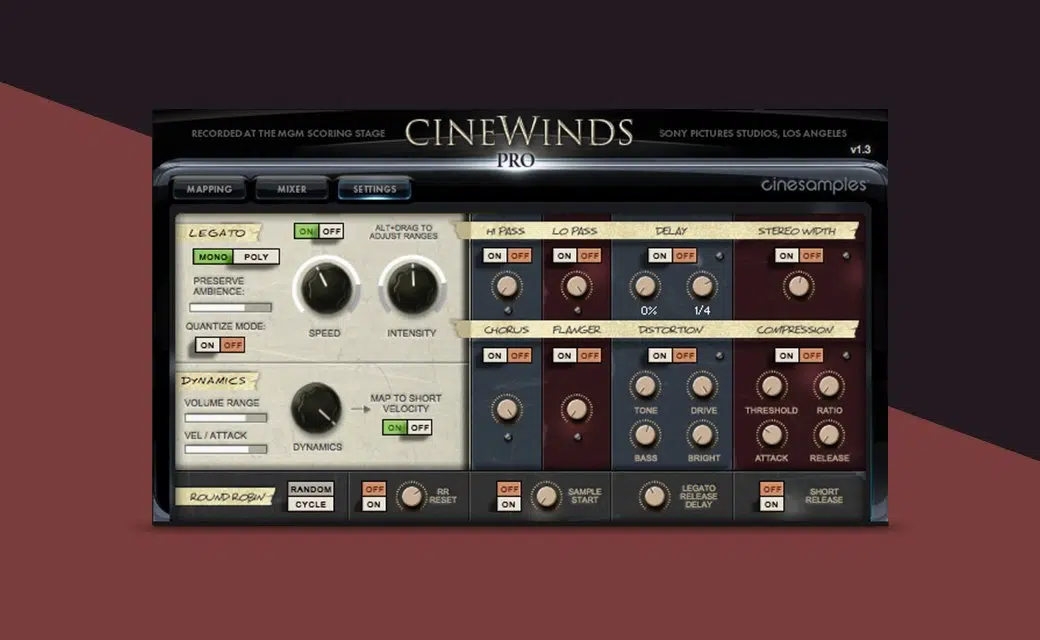 RECORDED AT THE MGM SCORING STAGE
CINEWINDS
PRO
SONY PICTURES STUDIOS, LOS ANGELES
v1.3
MAPPING
MIXER
SETTINGS
cinesamples
LEGATO
ON OFF
ALT+DRAG TO
ADJUST RANGES
MONO POLY
PRESERVE
AMBIENCE:
QUANTIZE MODE:
ON OFF
SPEED
INTENSITY
DYNAMICS
VOLUME RANGE
VEL / ATTACK
DYNAMICS
MAP TO SHORT
VELOCITY
ON OFF
HI PASS
LO PASS
DELAY
STEREO WIDTH
ON OFF
ON OFF
ON OFF
ON OFF
0%
1/4
CHORUS
FLANGER
DISTORTION
COMPRESSION
ON OFF
ON OFF
ON OFF
ON OFF
TONE
DRIVE
THRESHOLD
RATIO
BASS
BRIGHT
ATTACK
RELEASE
ROUND ROBIN
RANDOM
CYCLE
OFF
ON
RR
RESET
OFF
ON
SAMPLE
START
LEGATO
RELEASE
DELAY
OFF
ON
SHORT
RELEASE